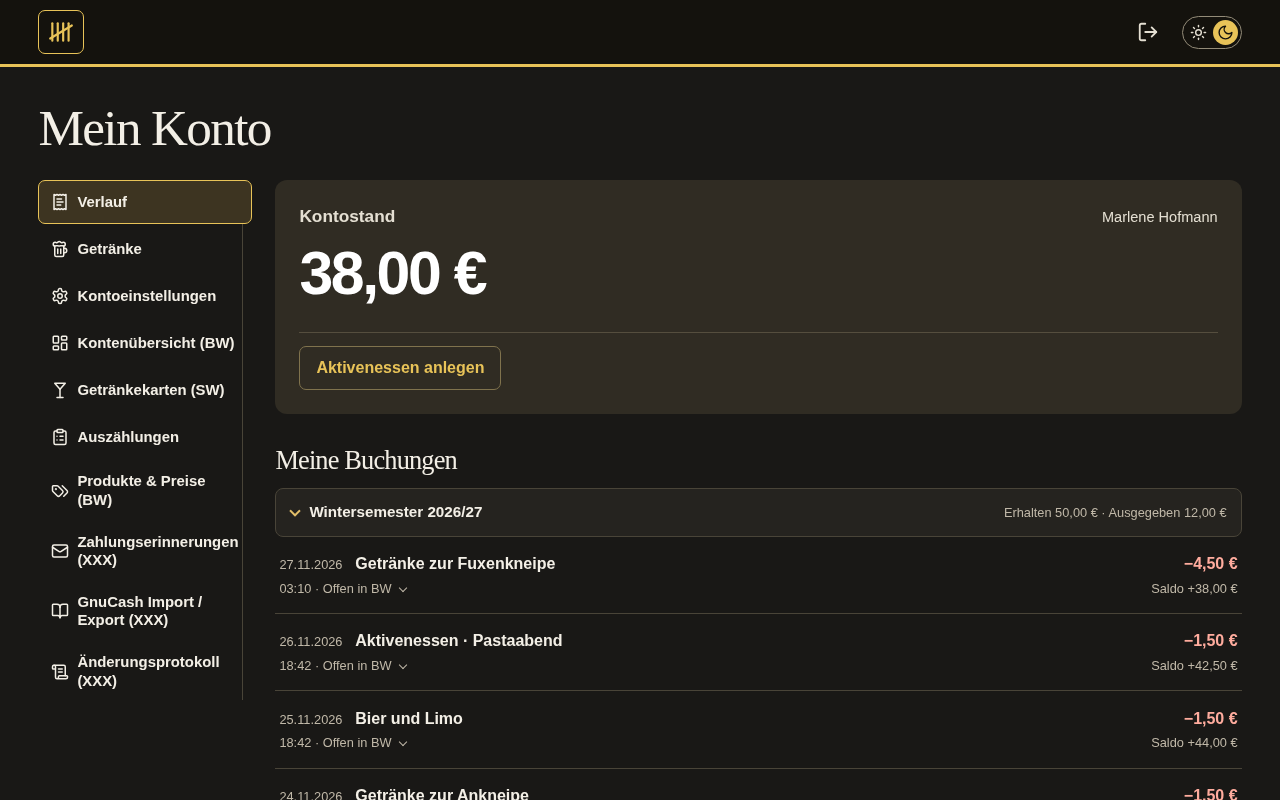 Mein Konto
Verlauf
Getränke
Kontoeinstellungen
Kontenübersicht (BW)
Getränkekarten (SW)
Auszählungen
Produkte & Preise
(BW)
Zahlungserinnerungen
(XXX)
GnuCash Import /
Export (XXX)
Änderungsprotokoll
(XXX)
Kontostand
Marlene Hofmann
38,00 €
Aktivenessen anlegen
Meine Buchungen
Wintersemester 2026/27
Erhalten 50,00 € · Ausgegeben 12,00 €
27.11.2026 Getränke zur Fuxenkneipe −4,50 €
03:10 · Offen in BW Saldo +38,00 €
26.11.2026 Aktivenessen · Pastaabend −1,50 €
18:42 · Offen in BW Saldo +42,50 €
25.11.2026 Bier und Limo −1,50 €
18:42 · Offen in BW Saldo +44,00 €
24.11.2026 Getränke zur Ankneipe −1,50 €